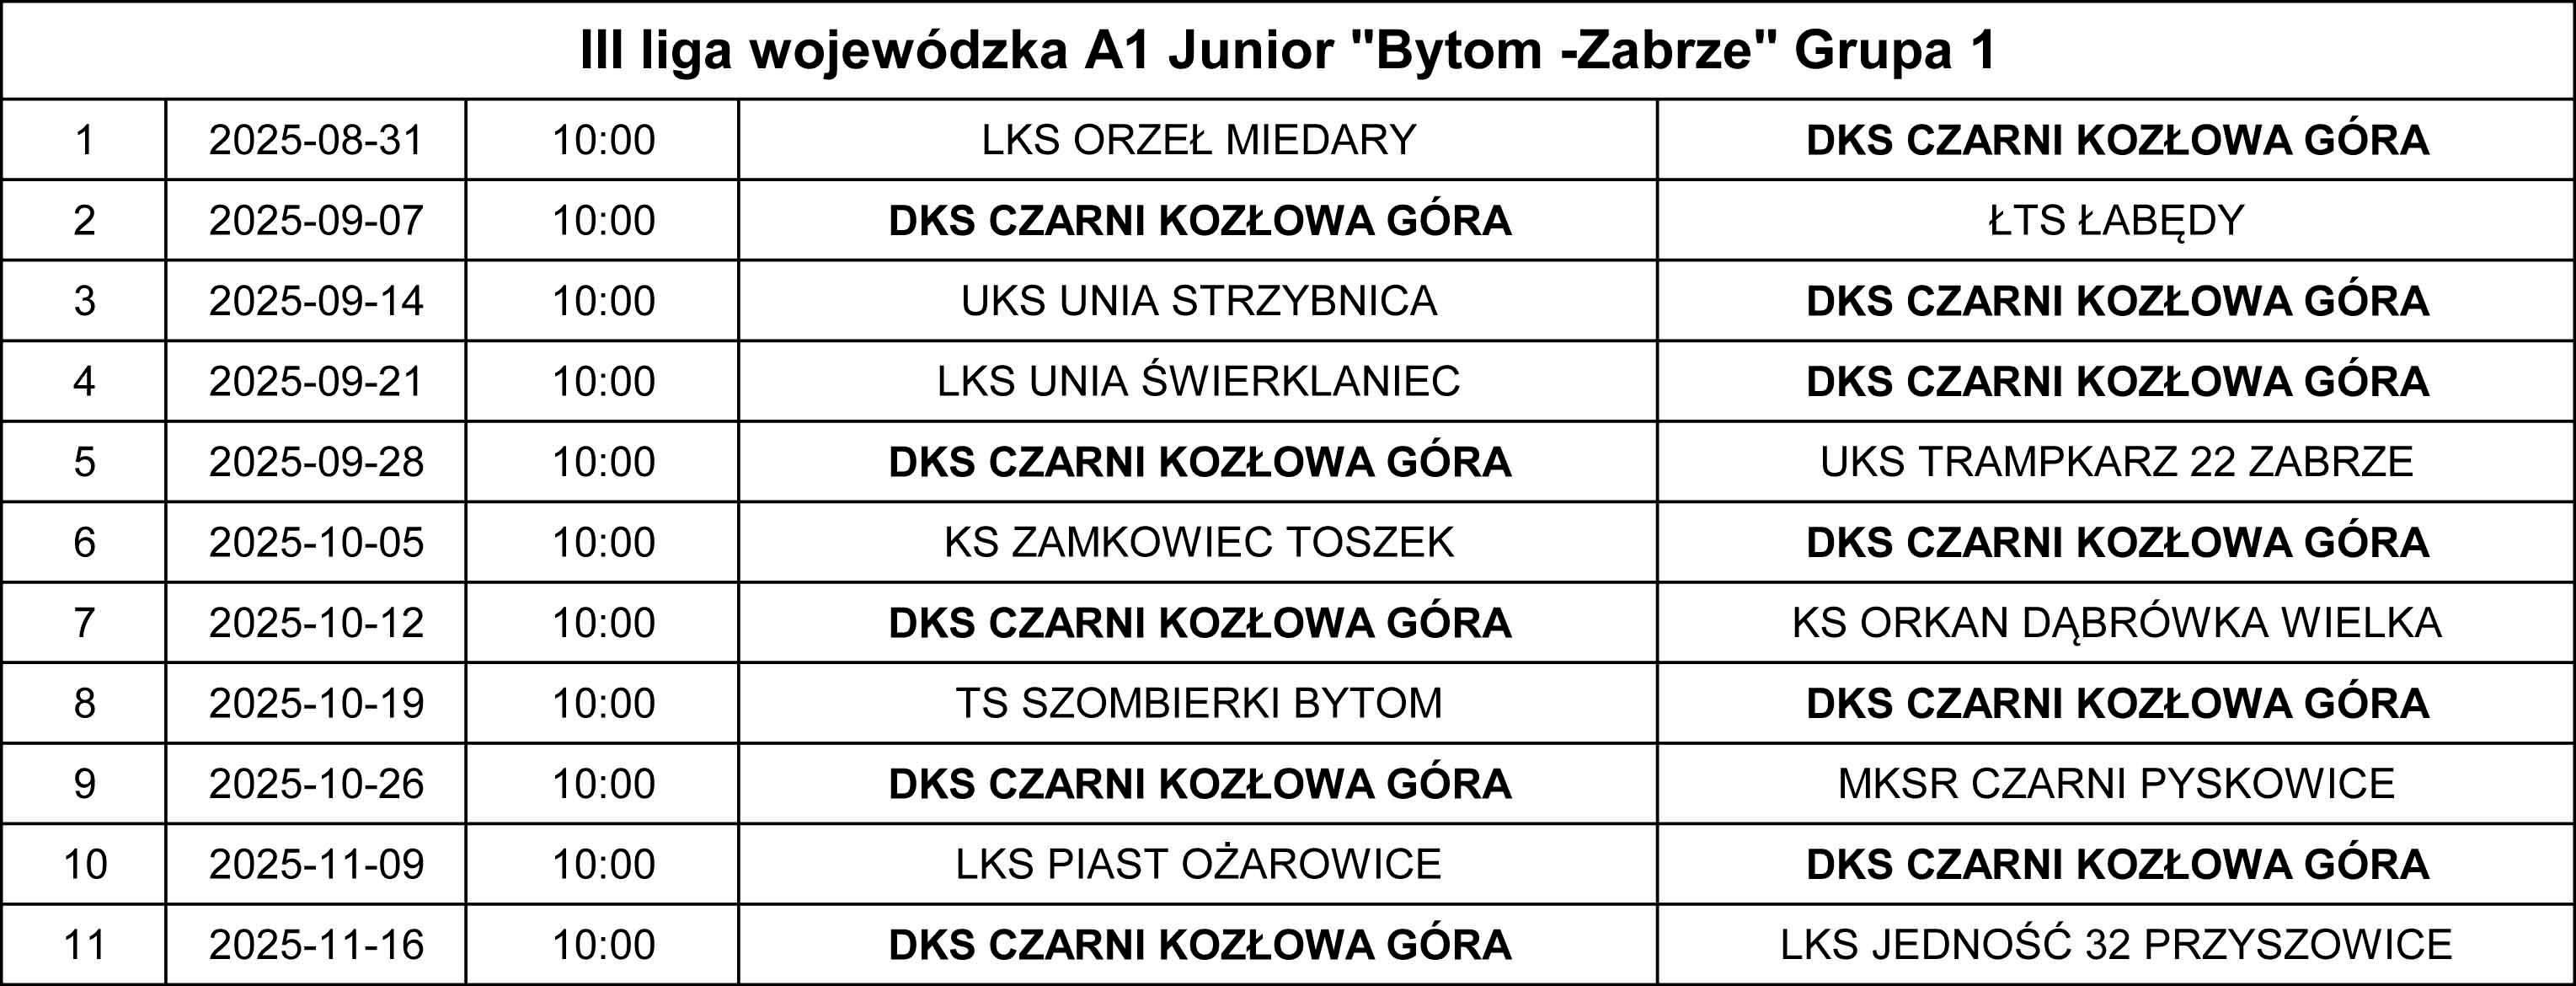 III liga wojewódzka A1 Junior "Bytom -Zabrze" Grupa 1
1 2025-08-31 10:00 LKS ORZEŁ MIEDARY DKS CZARNI KOZŁOWA GÓRA
2 2025-09-07 10:00 DKS CZARNI KOZŁOWA GÓRA ŁTS ŁABĘDY
3 2025-09-14 10:00 UKS UNIA STRZYBNICA DKS CZARNI KOZŁOWA GÓRA
4 2025-09-21 10:00 LKS UNIA ŚWIERKLANIEC DKS CZARNI KOZŁOWA GÓRA
5 2025-09-28 10:00 DKS CZARNI KOZŁOWA GÓRA UKS TRAMPKARZ 22 ZABRZE
6 2025-10-05 10:00 KS ZAMKOWIEC TOSZEK DKS CZARNI KOZŁOWA GÓRA
7 2025-10-12 10:00 DKS CZARNI KOZŁOWA GÓRA KS ORKAN DĄBRÓWKA WIELKA
8 2025-10-19 10:00 TS SZOMBIERKI BYTOM DKS CZARNI KOZŁOWA GÓRA
9 2025-10-26 10:00 DKS CZARNI KOZŁOWA GÓRA MKSR CZARNI PYSKOWICE
10 2025-11-09 10:00 LKS PIAST OŻAROWICE DKS CZARNI KOZŁOWA GÓRA
11 2025-11-16 10:00 DKS CZARNI KOZŁOWA GÓRA LKS JEDNOŚĆ 32 PRZYSZOWICE